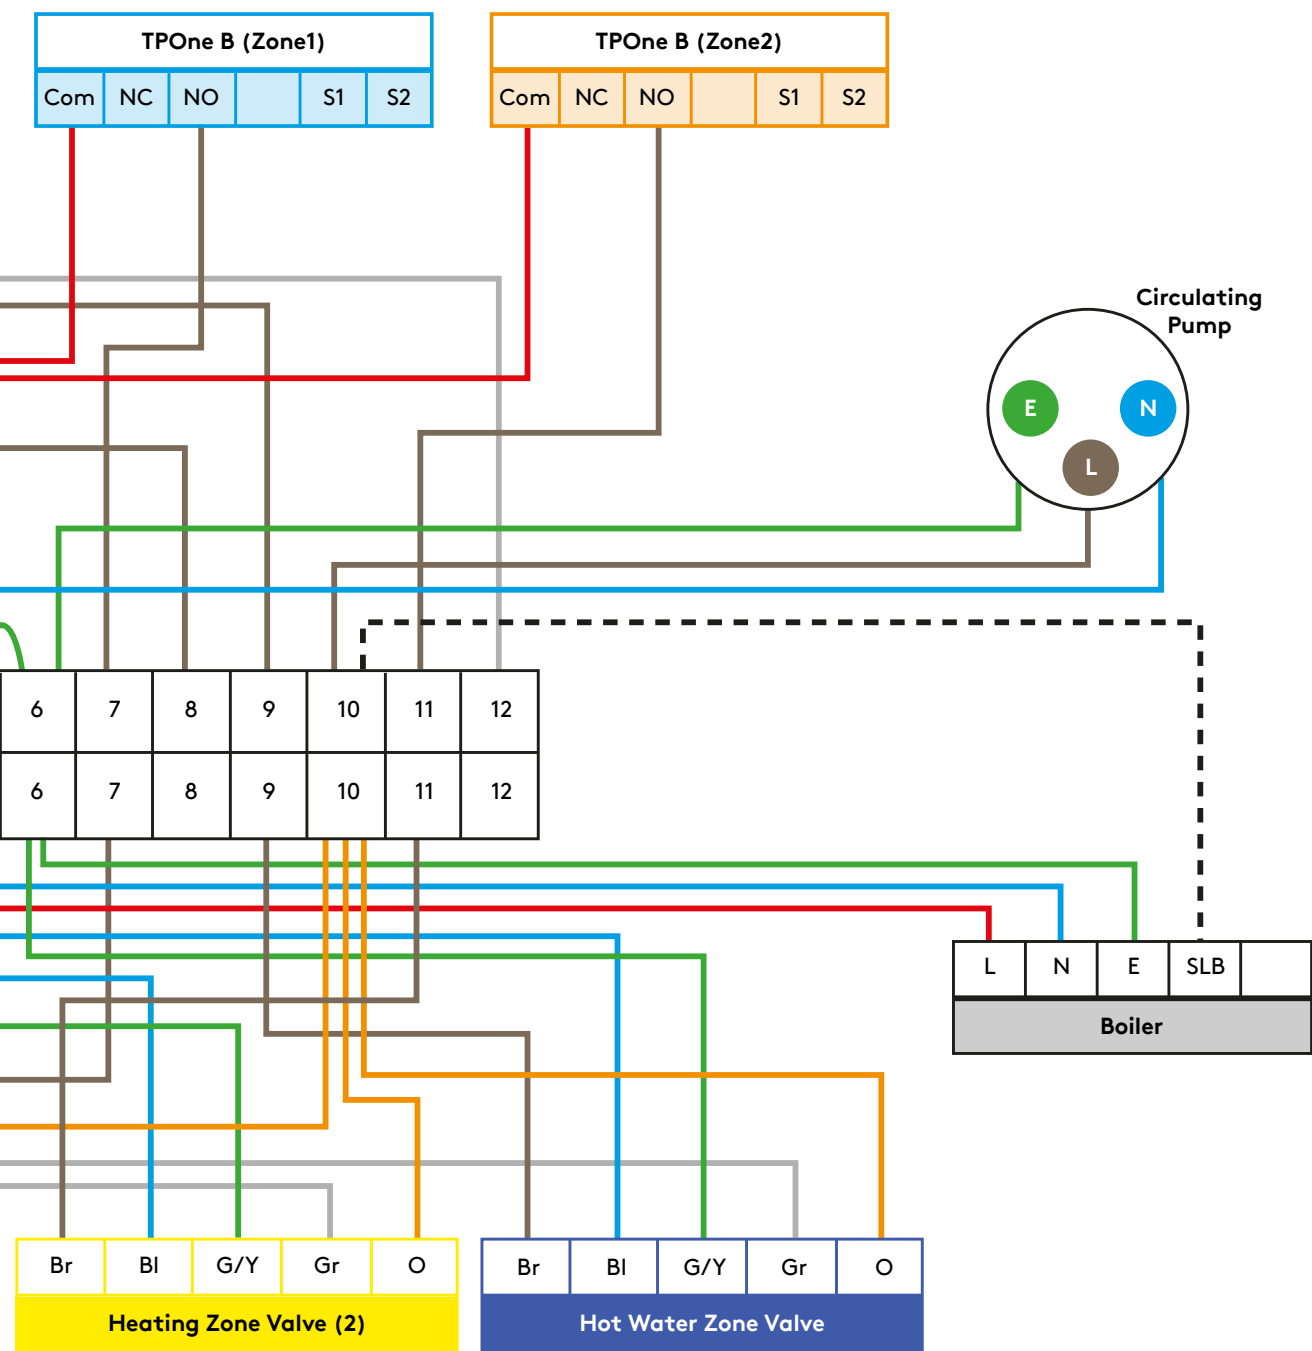 TPOne B (Zone1)
TPOne B (Zone2)
Com NC NO S1 S2
Com NC NO S1 S2
Circulating
Pump
E N
L
6 7 8 9 10 11 12
6 7 8 9 10 11 12
L N E SLB
Boiler
Br Bl G/Y Gr O
Br Bl G/Y Gr O
Heating Zone Valve (2)
Hot Water Zone Valve